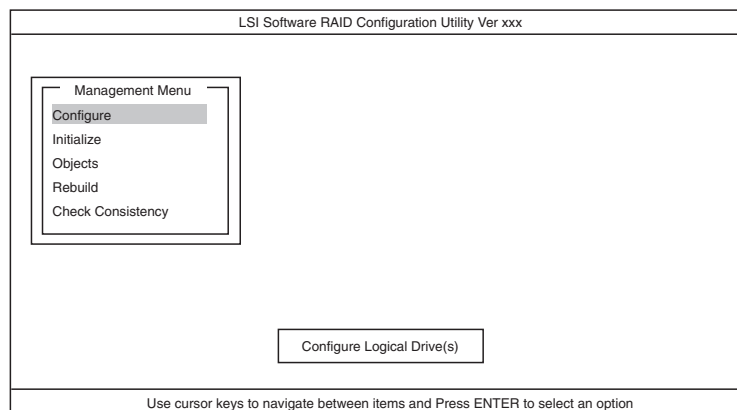 LSI Software RAID Configuration Utility Ver xxx
Management Menu
Configure
Initialize
Objects
Rebuild
Check Consistency
Configure Logical Drive(s)
Use cursor keys to navigate between items and Press ENTER to select an option